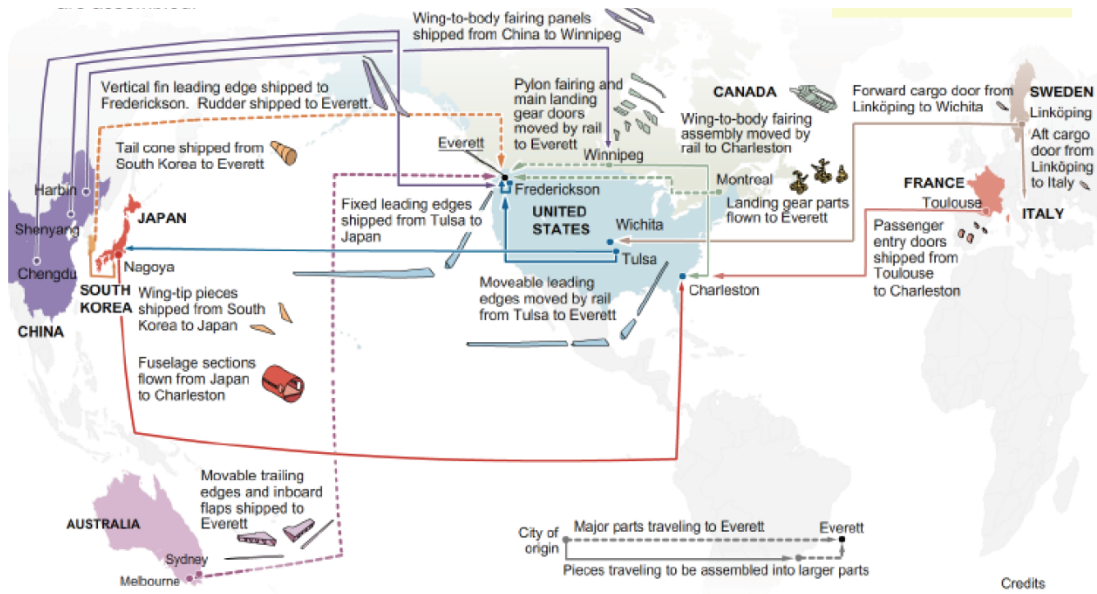 Wing-to-body fairing panels
shipped from China to Winnipeg
Vertical fin leading edge shipped to
Frederickson. Rudder shipped to Everett.
Pylon fairing and
main landing
gear doors
moved by rail
to Everett
CANADA
Wing-to-body fairing
assembly moved by
rail to Charleston
Forward cargo door from
Linköping to Wichita
SWEDEN
Linköping
Aft cargo
door from
Linköping
to Italy
Tail cone shipped from
South Korea to Everett
Everett
Winnipeg
Montreal
Landing gear parts
flown to Everett
FRANCE
Toulouse
ITALY
Harbin
Shenyang
Chengdu
CHINA
JAPAN
Nagoya
SOUTH
KOREA
Fixed leading edges
shipped from Tulsa to
Japan
Frederickson
UNITED
STATES
Wichita
Tulsa
Charleston
Passenger
entry doors
shipped from
Toulouse
to Charleston
Wing-tip pieces
shipped from South
Korea to Japan
Moveable leading
edges moved by rail
from Tulsa to Everett
Fuselage sections
flown from Japan
to Charleston
Movable trailing
edges and inboard
flaps shipped to
Everett
AUSTRALIA
Sydney
Melbourne
City of
origin
Major parts traveling to Everett
Everett
Pieces traveling to be assembled into larger parts
Credits